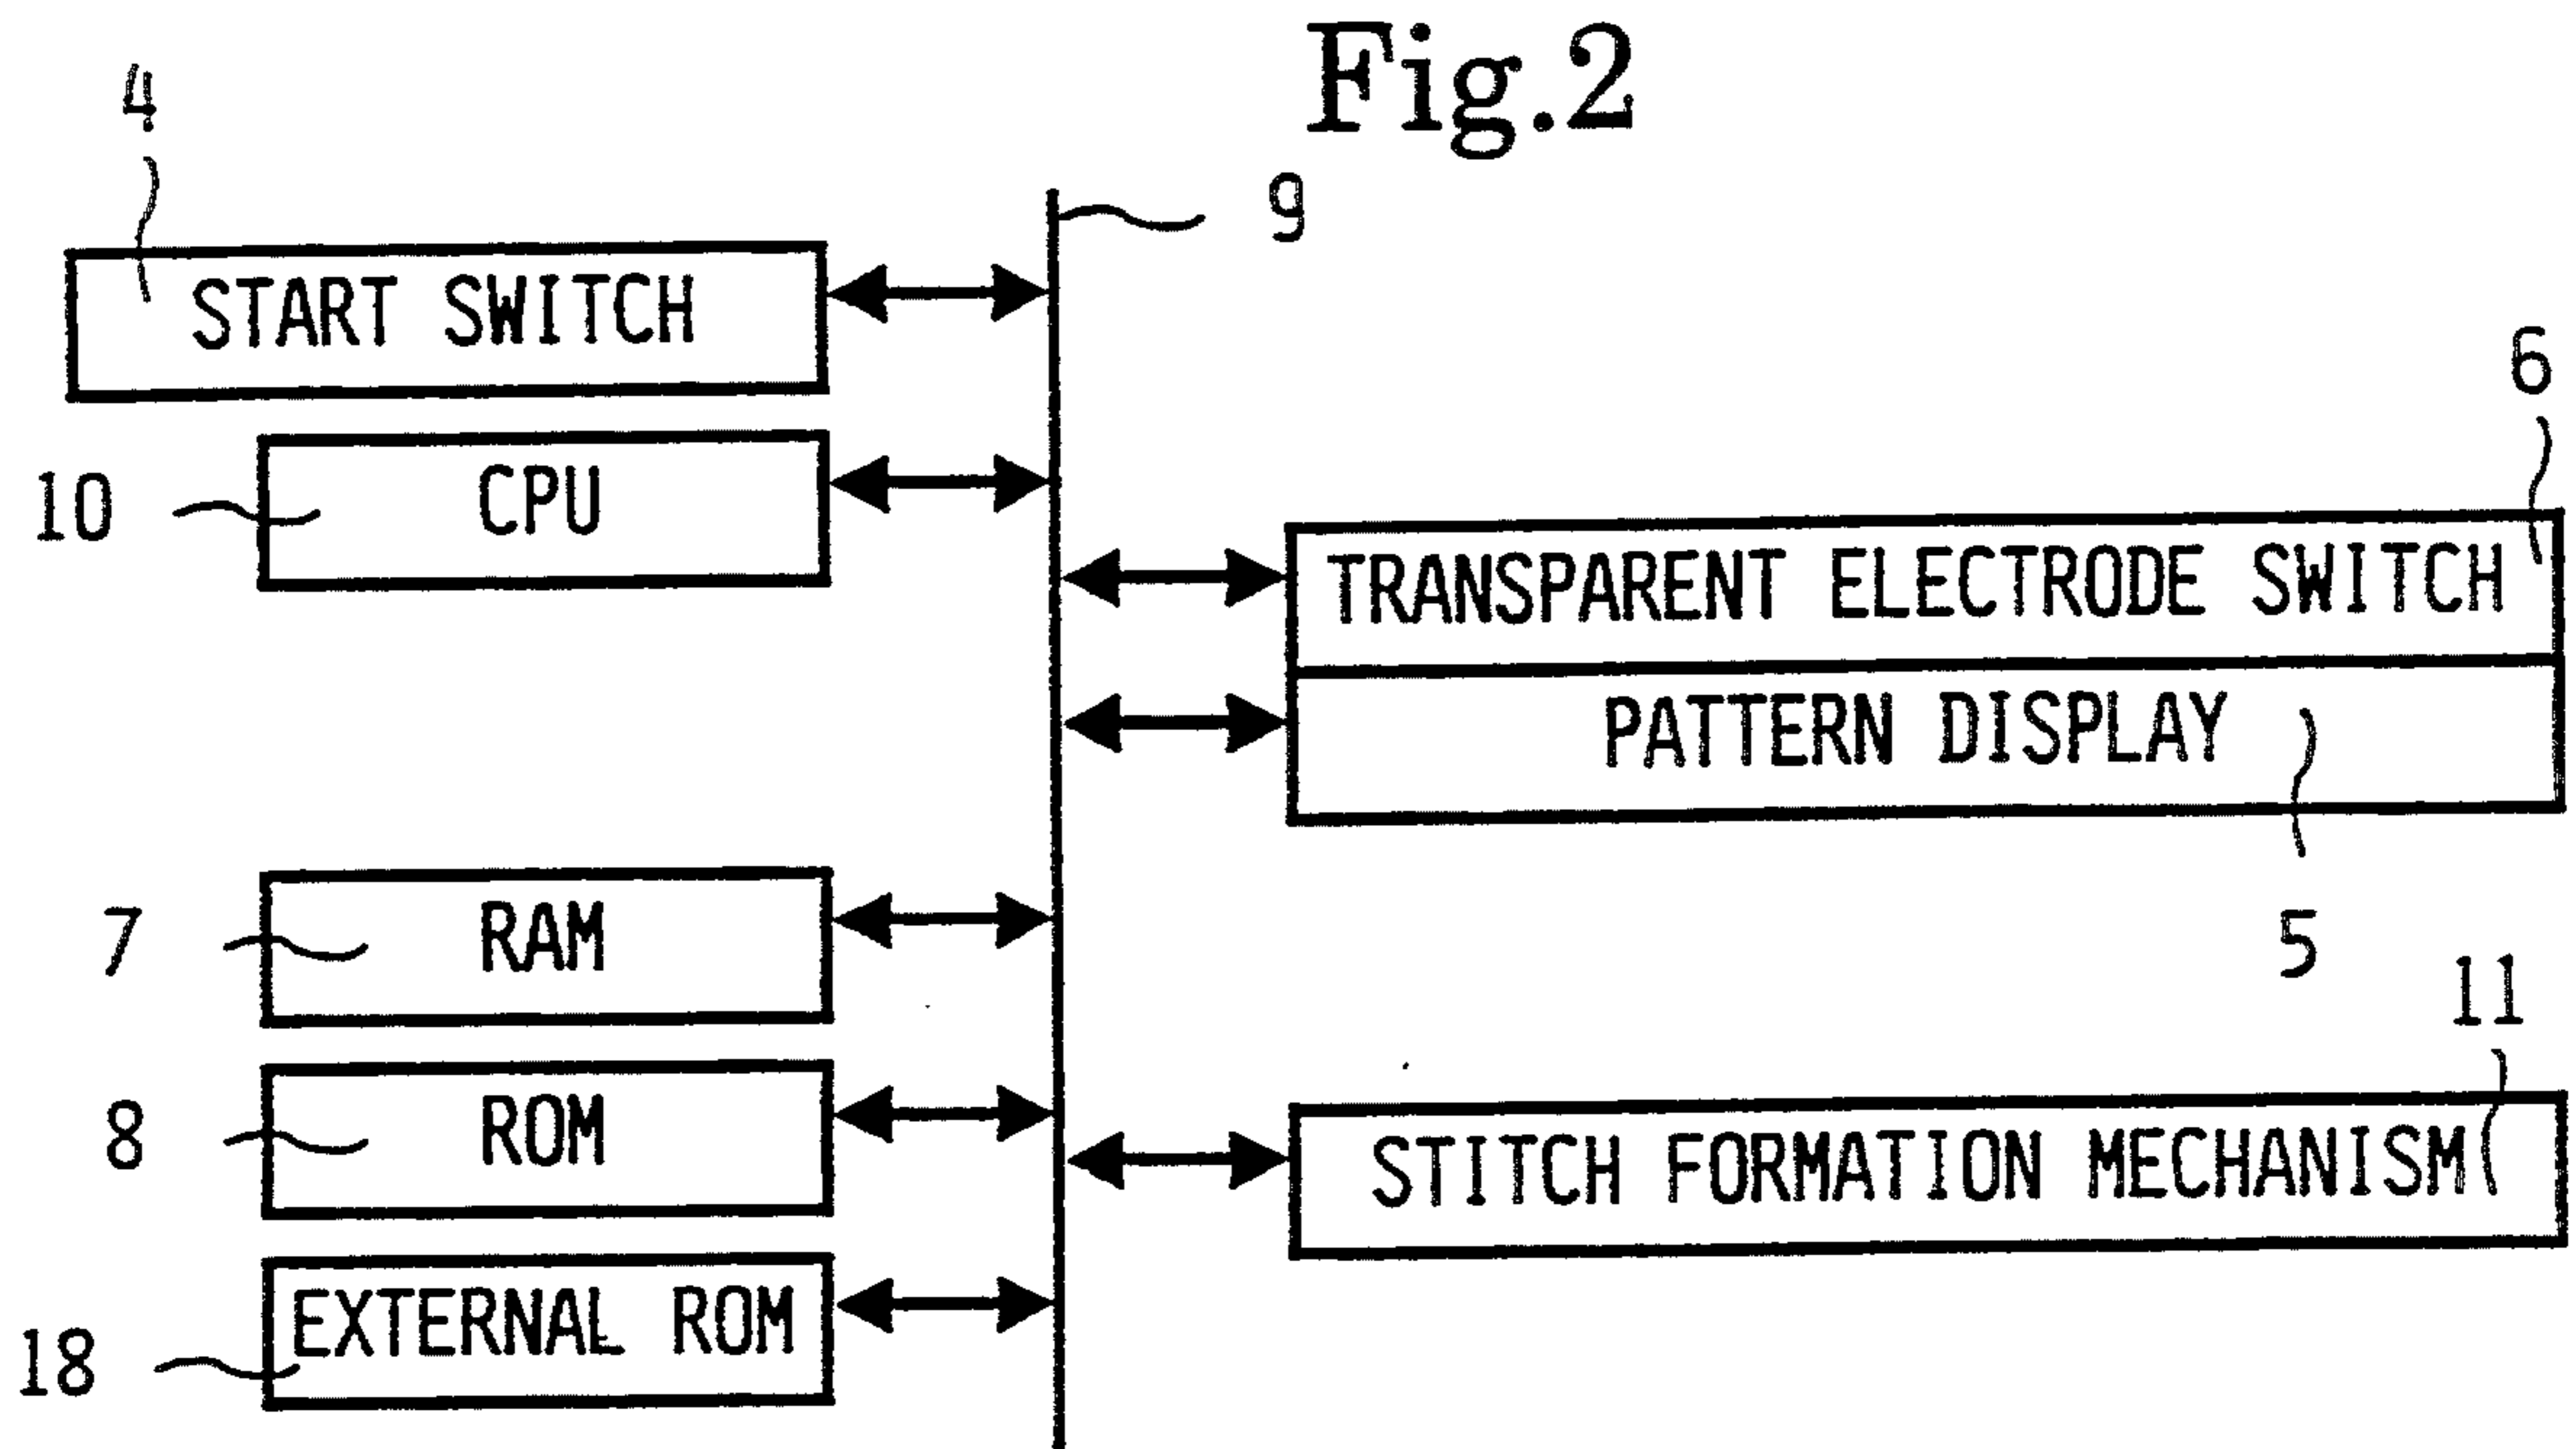 Fig.2
4
9
START SWITCH
6
10
CPU
TRANSPARENT ELECTRODE SWITCH
PATTERN DISPLAY
7
RAM
5
11
8
ROM
STITCH FORMATION MECHANISM
18
EXTERNAL ROM